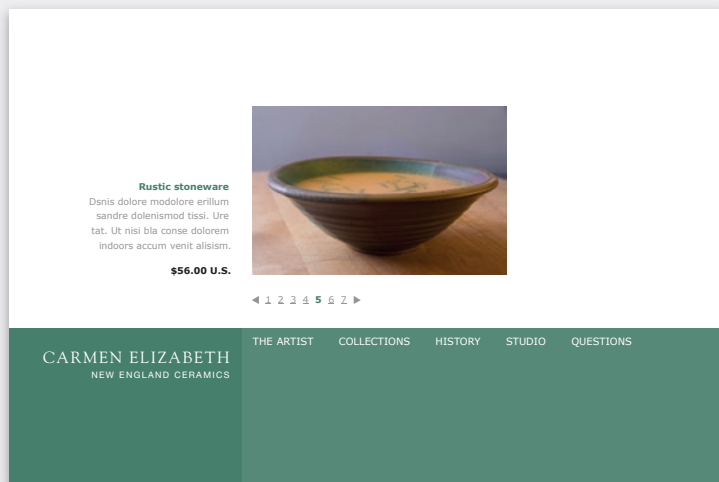 Rustic stoneware
Dsnis dolore modolore erillum
sandre dolenismod tissi. Ure
tat. Ut nisi bla conse dolorem
indoors accum venit alisism.
$56.00 U.S.
1 2 3 4 5 6 7
THE ARTIST COLLECTIONS HISTORY STUDIO QUESTIONS
CARMEN ELIZABETH
NEW ENGLAND CERAMICS